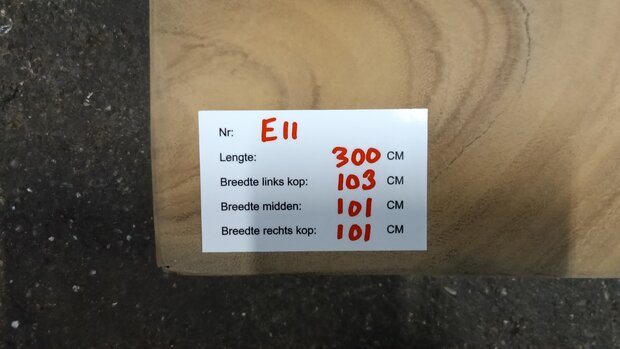 Nr: E11
Lengte: 300 CM
Breedte links kop: 103 CM
Breedte midden: 101 CM
Breedte rechts kop: 101 CM